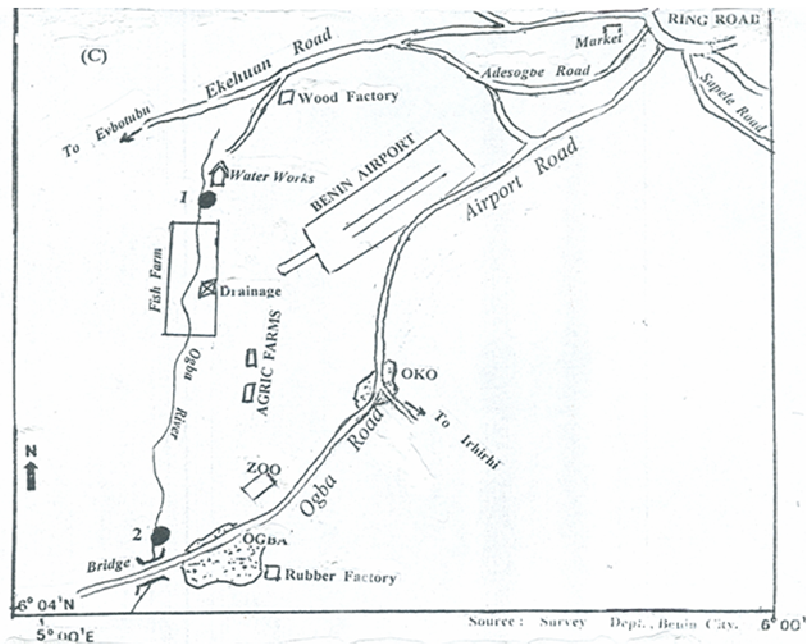 (C)
RING ROAD
Market
Ekehuan Road
Adesogbe Road
Sapele Road
Wood Factory
To Evbotubu
BENIN AIRPORT
Airport Road
Water Works
1
Fish Farm
Drainage
AGRIC FARMS
Ogba River
OKO
To Irhirhi
N
ZOO
Ogba Road
2
OGBA
Bridge
Rubber Factory
6° 04'N
Source: Survey Dept., Benin City.
5° 00'E
6° 00'